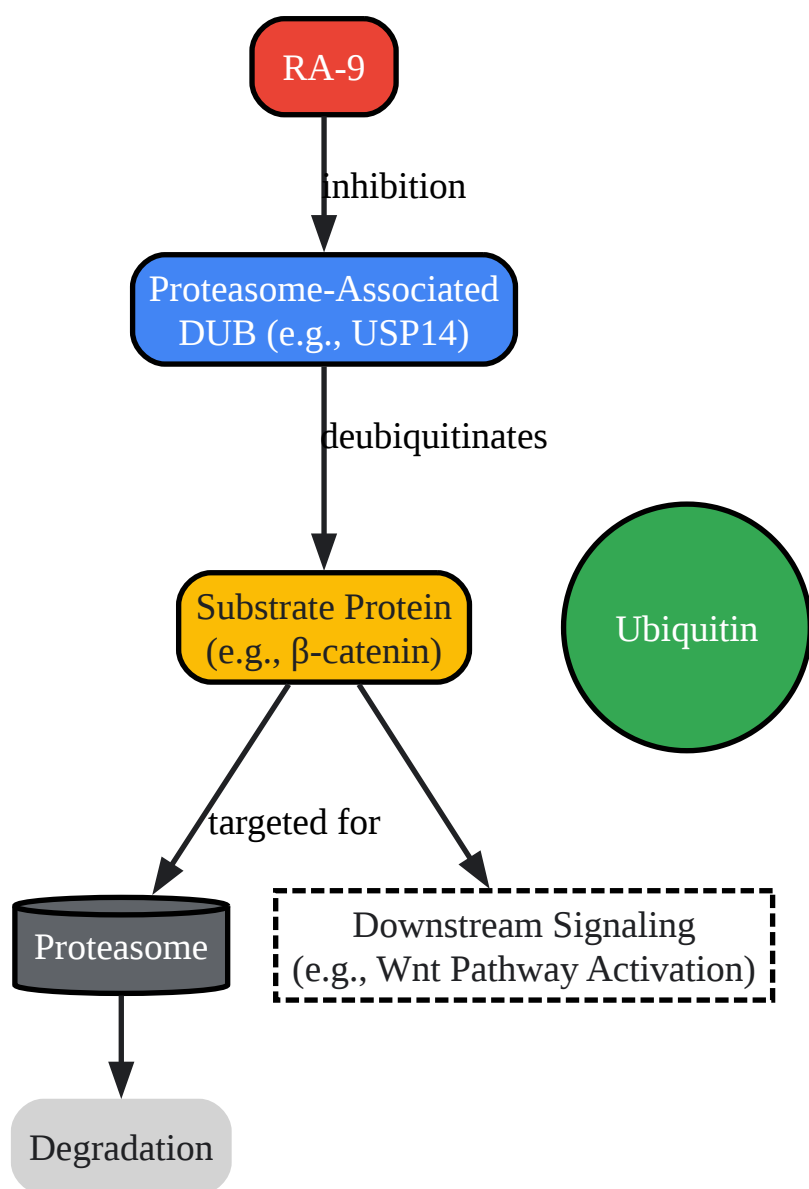 RA-9
inhibition
Proteasome-Associated
DUB (e.g., USP14)
deubiquitinates
Substrate Protein
(e.g., β-catenin)
Ubiquitin
targeted for
Proteasome
Downstream Signaling
(e.g., Wnt Pathway Activation)
Degradation